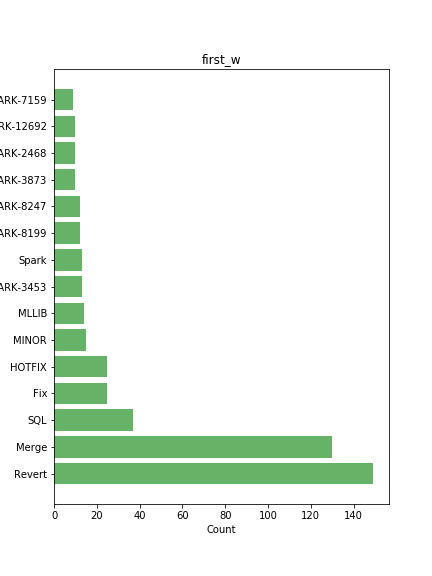 first_w
ARK-7159
RK-12692
ARK-2468
ARK-3873
ARK-8247
ARK-8199
Spark
ARK-3453
MLLIB
MINOR
HOTFIX
Fix
SQL
Merge
Revert
0 20 40 60 80 100 120 140
Count